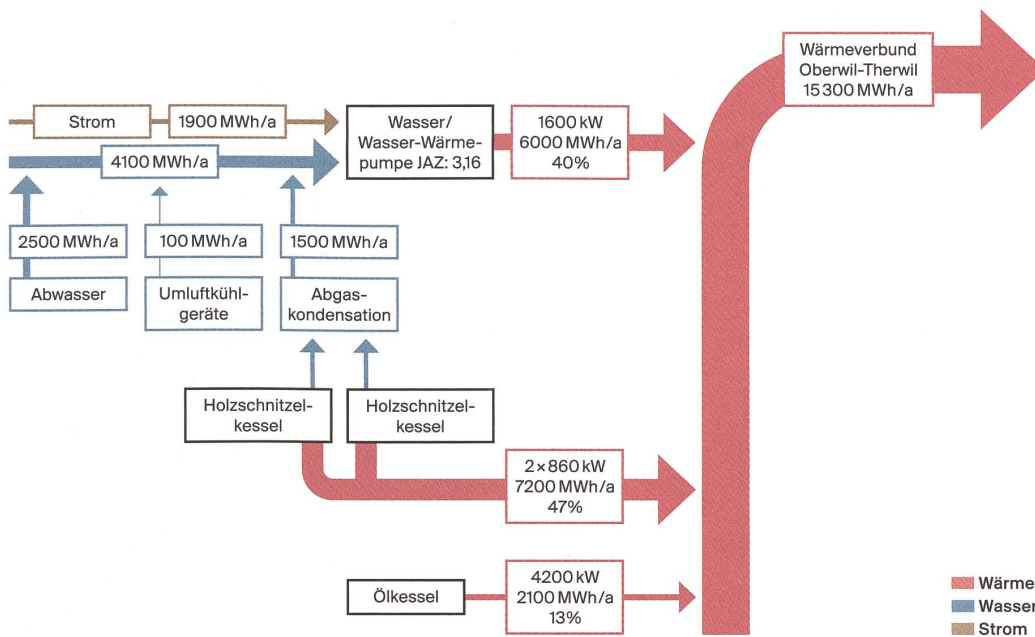 Wärmeverbund
Oberwil-Therwil
15 300 MWh/a
Strom
1900 MWh/a
Wasser/
Wasser-Wärme-
pumpe JAZ: 3,16
1600 kW
6000 MWh/a
40%
4100 MWh/a
2500 MWh/a
100 MWh/a
1500 MWh/a
Abwasser
Umluftkühl-
geräte
Abgas-
kondensation
Holzschnitzel-
kessel
Holzschnitzel-
kessel
2 × 860 kW
7200 MWh/a
47%
Ölkessel
4200 kW
2100 MWh/a
13%
Wärme
Wasser
Strom